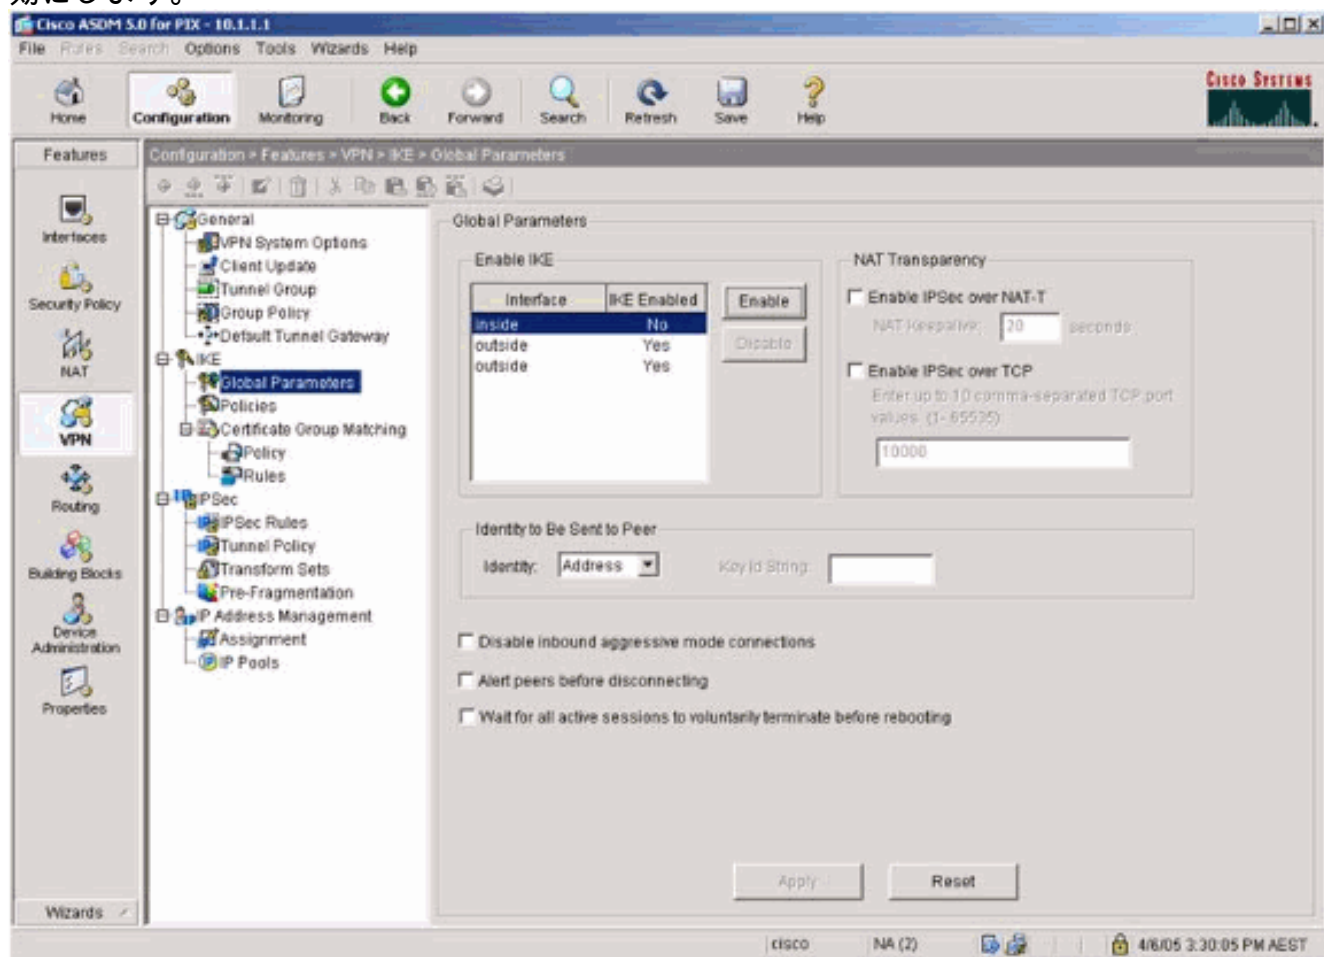 期にします。
Cisco ASDM 5.0 for PIX - 10.1.1.1
File Rules Search Options Tools Wizards Help
Home Configuration Monitoring Back Forward Search Refresh Save Help
CISCO SYSTEMS
Features
Configuration > Features > VPN > IKE > Global Parameters
Interfaces
Security Policy
NAT
VPN
Routing
Building Blocks
Device Administration
Properties
Wizards
General
VPN System Options
Client Update
Tunnel Group
Group Policy
Default Tunnel Gateway
IKE
Global Parameters
Policies
Certificate Group Matching
Policy
Rules
IPSec
IPSec Rules
Tunnel Policy
Transform Sets
Pre-Fragmentation
IP Address Management
Assignment
IP Pools
Global Parameters
Enable IKE
Interface IKE Enabled
inside No
outside Yes
outside Yes
Enable
Disable
NAT Transparency
Enable IPSec over NAT-T
NAT Keepalive: 20 seconds
Enable IPSec over TCP
Enter up to 10 comma-separated TCP port
values (1- 65535)
10000
Identity to Be Sent to Peer
Identity: Address Key Id String:
Disable inbound aggressive mode connections
Alert peers before disconnecting
Wait for all active sessions to voluntarily terminate before rebooting
Apply Reset
cisco NA (2) 4/6/05 3:30:05 PM AEST